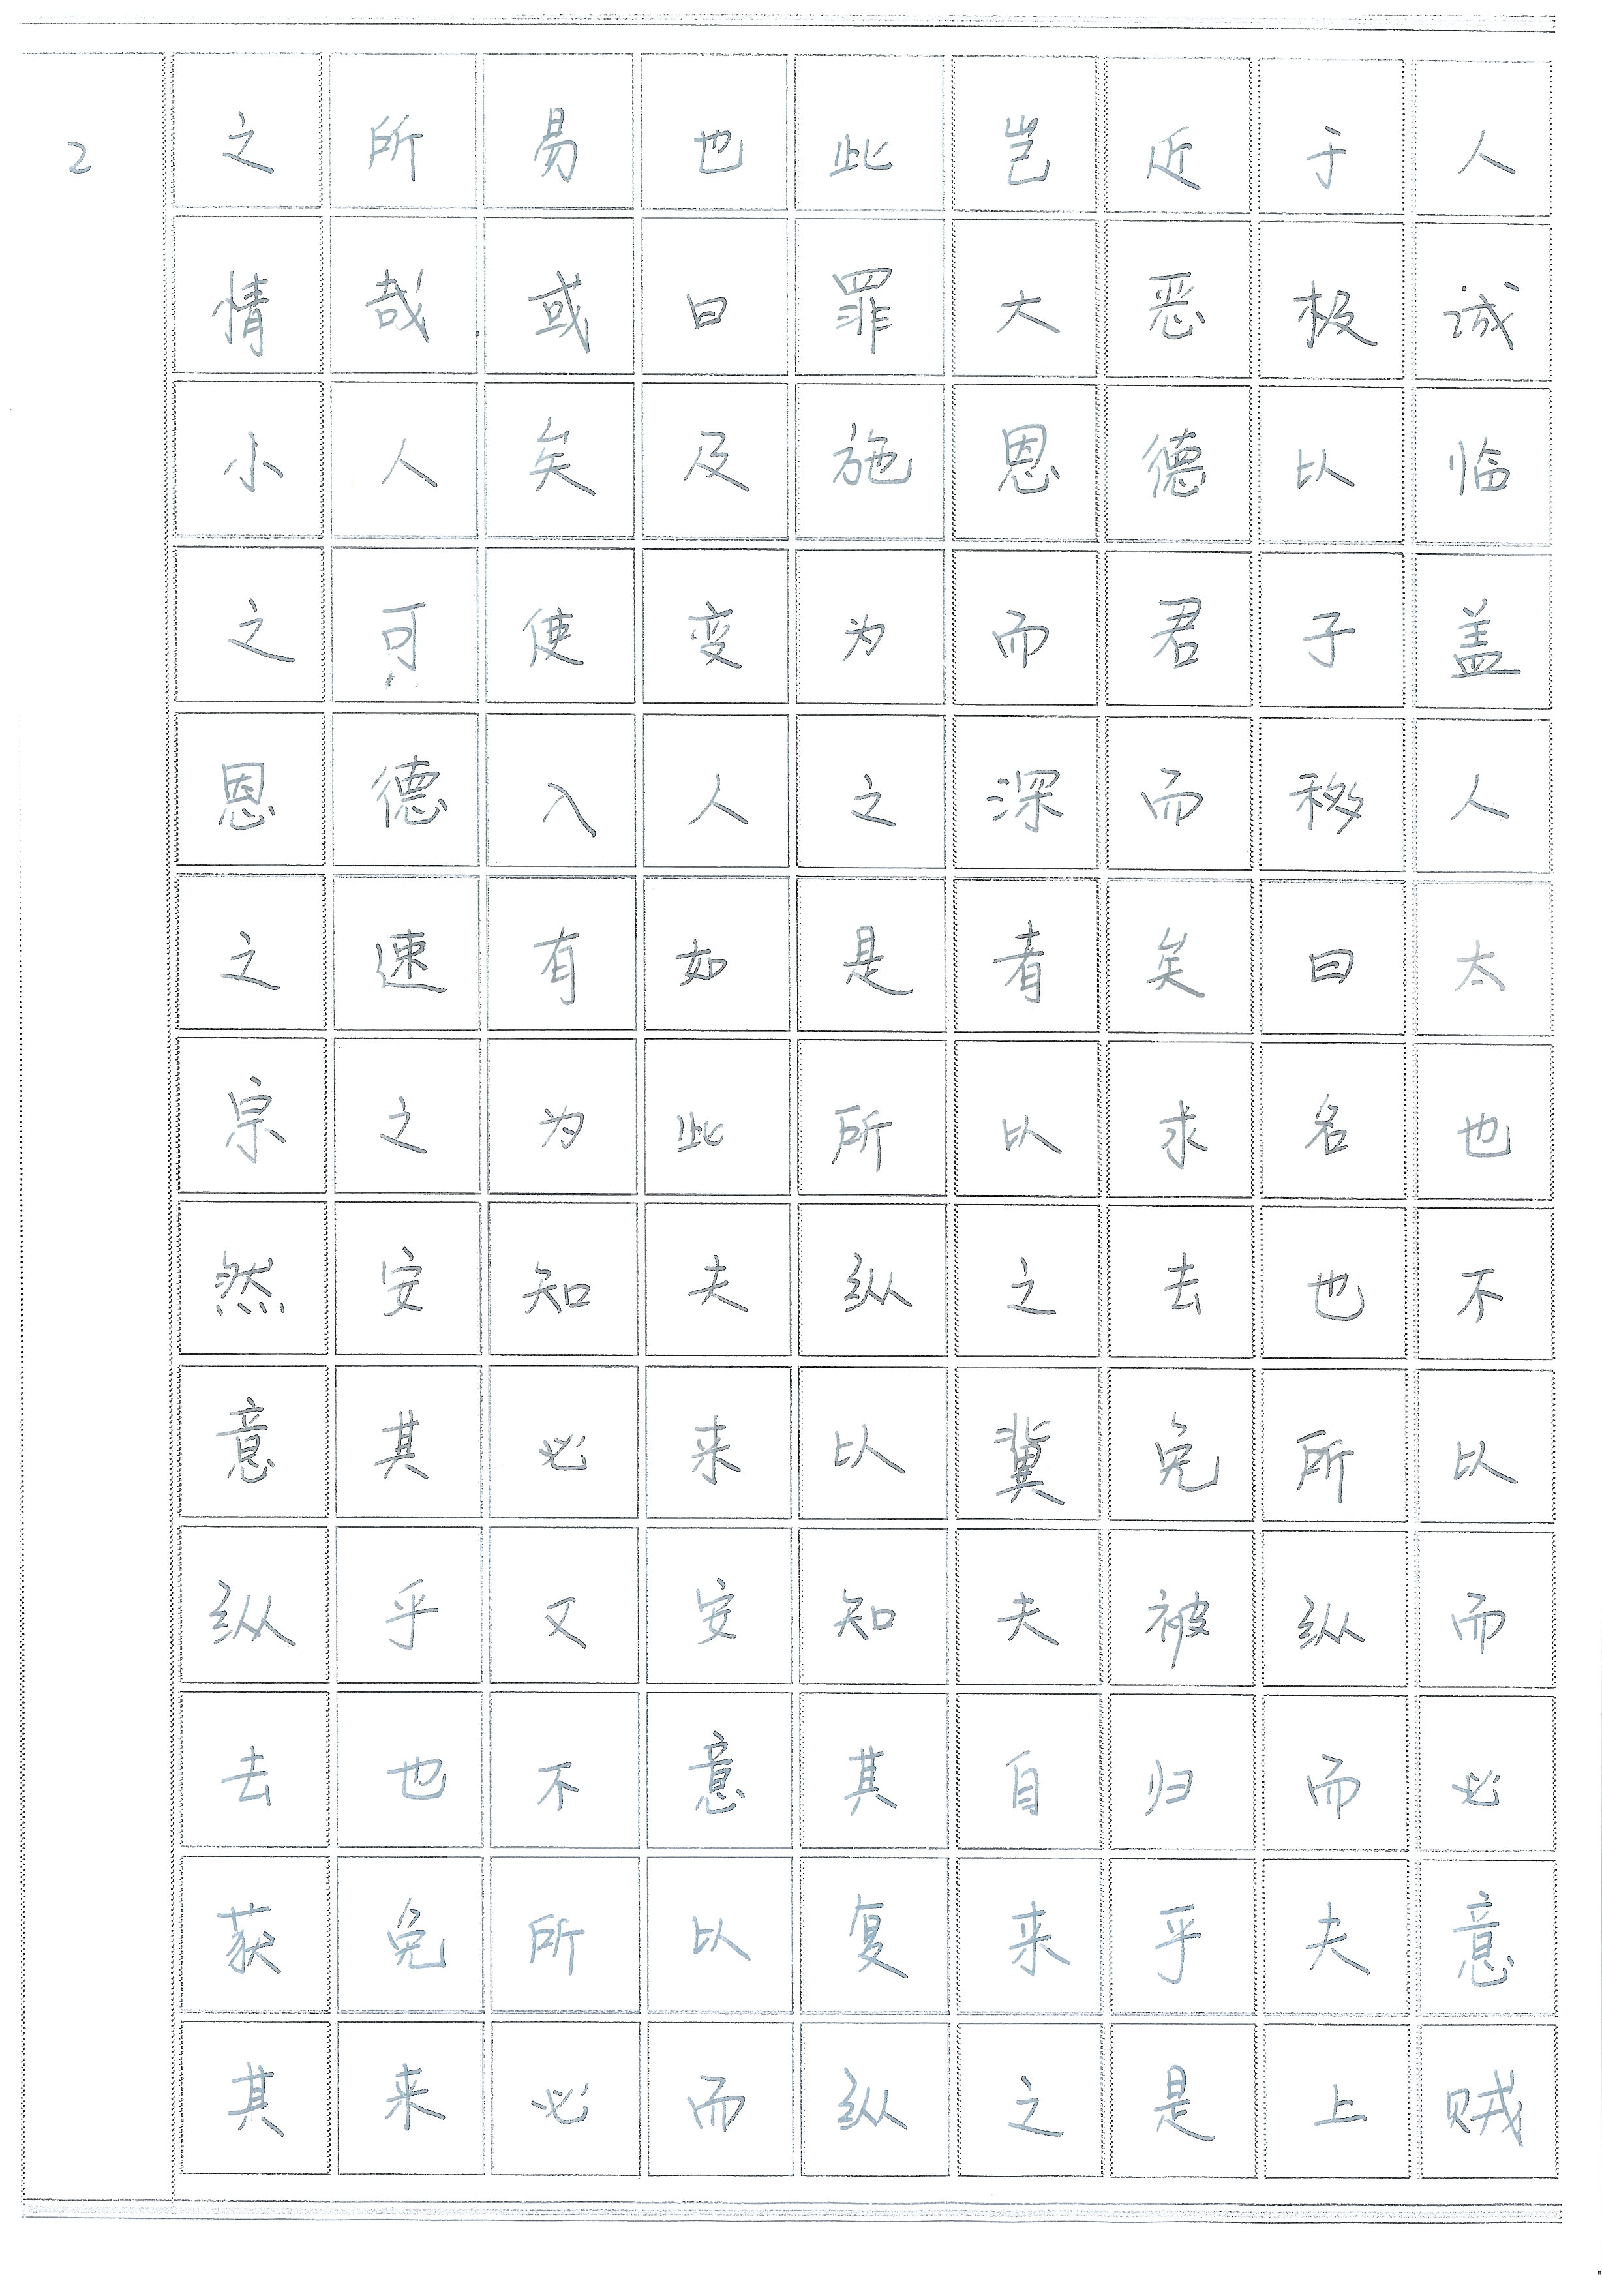 2
之所易也此岂近于人
情哉或曰罪大恶极诚
小人矣及施恩德以临
之可使变为而君子盖
恩德入人之深而移人
之速有如是者矣曰太
宗之为此所以求名也
然安知夫纵之去也不
意其必来以冀免所以
纵乎又安知夫被纵而
去也不意其自归而必
获免所以复来乎夫意
其来必而纵之是上贼